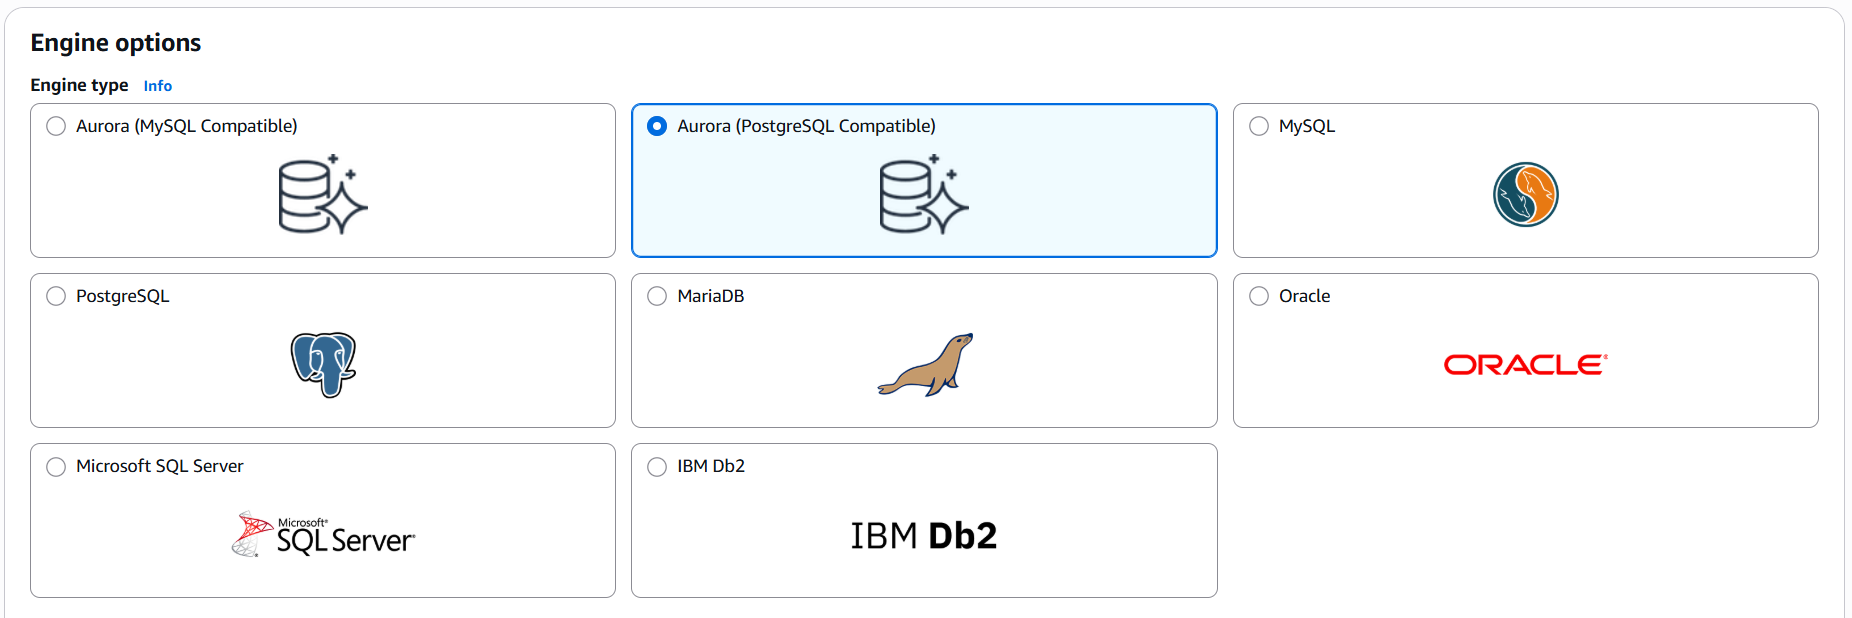 Engine options
Engine type Info
Aurora (MySQL Compatible)
Aurora (PostgreSQL Compatible)
MySQL
PostgreSQL
MariaDB
Oracle
ORACLE®
Microsoft SQL Server
Microsoft®
SQL Server®
IBM Db2
IBM Db2